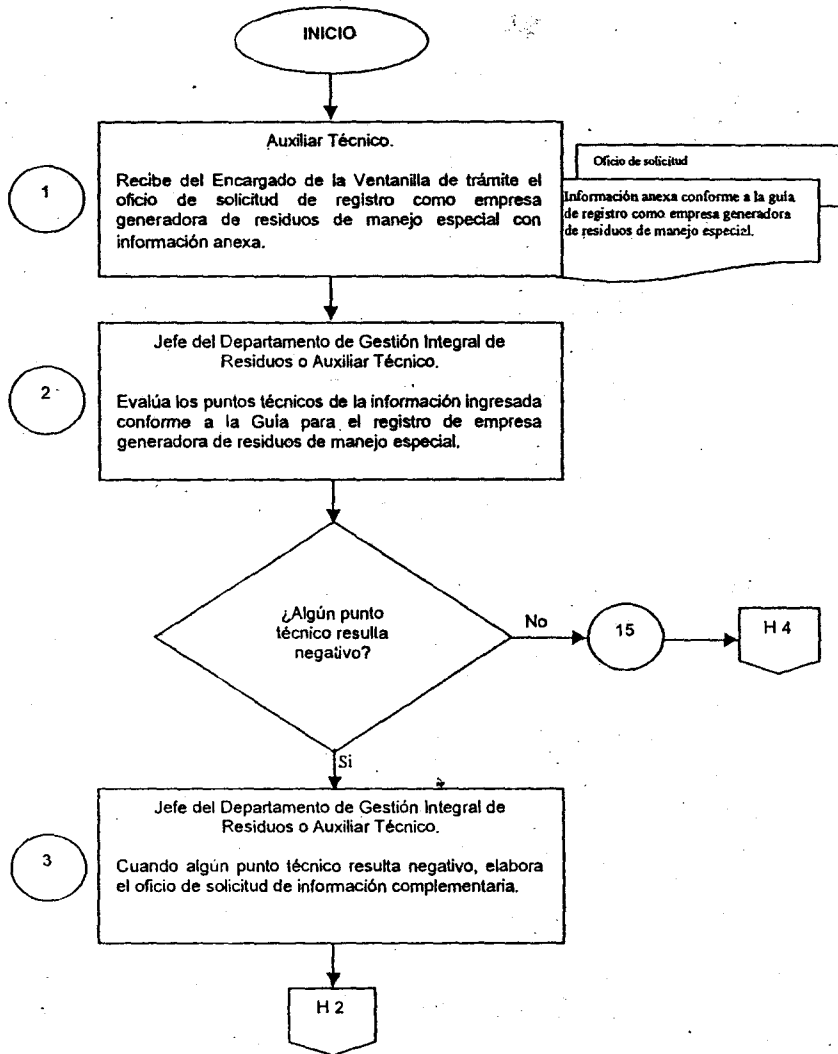 INICIO
1
Auxiliar Técnico.
Recibe del Encargado de la Ventanilla de trámite el
oficio de solicitud de registro como empresa
generadora de residuos de manejo especial con
información anexa.
Oficio de solicitud
Información anexa conforme a la guía
de registro como empresa generadora
de residuos de manejo especial.
2
Jefe del Departamento de Gestión Integral de
Residuos o Auxiliar Técnico.
Evalúa los puntos técnicos de la información ingresada
conforme a la Guía para el registro de empresa
generadora de residuos de manejo especial.
¿Algún punto
técnico resulta
negativo?
No
15
H 4
Si
3
Jefe del Departamento de Gestión Integral de
Residuos o Auxiliar Técnico.
Cuando algún punto técnico resulta negativo, elabora
el oficio de solicitud de información complementaria.
H 2